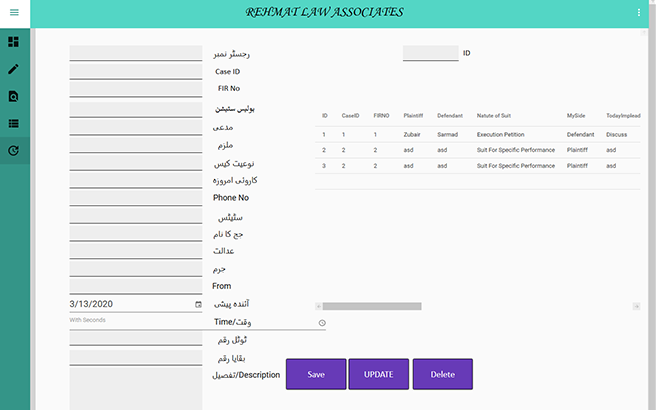 REHMAT LAW ASSOCIATES
رجسٹر نمبر
ID
Case ID
FIR No
پولیس سٹیشن
مدعی
ملزم
نوعیت کیس
کاروئی امروزہ
Phone No
سٹیٹس
جج کا نام
عدالت
جرم
From
3/13/2020
آئندہ پیشی
With Seconds
Time/وقت
ٹوٹل رقم
بقایا رقم
تفصیل/Description
ID CaseID FIRNO Plaintiff Defendant Natute of Suit MySide TodayImplead
1 1 1 Zubair Sarmad Execution Petition Defendant Discuss
2 2 2 asd asd Suit For Specific Performance Plaintiff asd
3 2 2 asd asd Suit For Specific Performance Plaintiff asd
Save UPDATE Delete